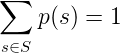 ∑_{s∈S} p(s) = 1